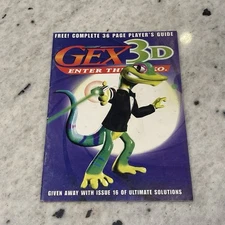 FREE! COMPLETE 36 PAGE PLAYER'S GUIDE
GEX 3D
ENTER THE
GIVEN AWAY WITH ISSUE 16 OF ULTIMATE SOLUTIONS